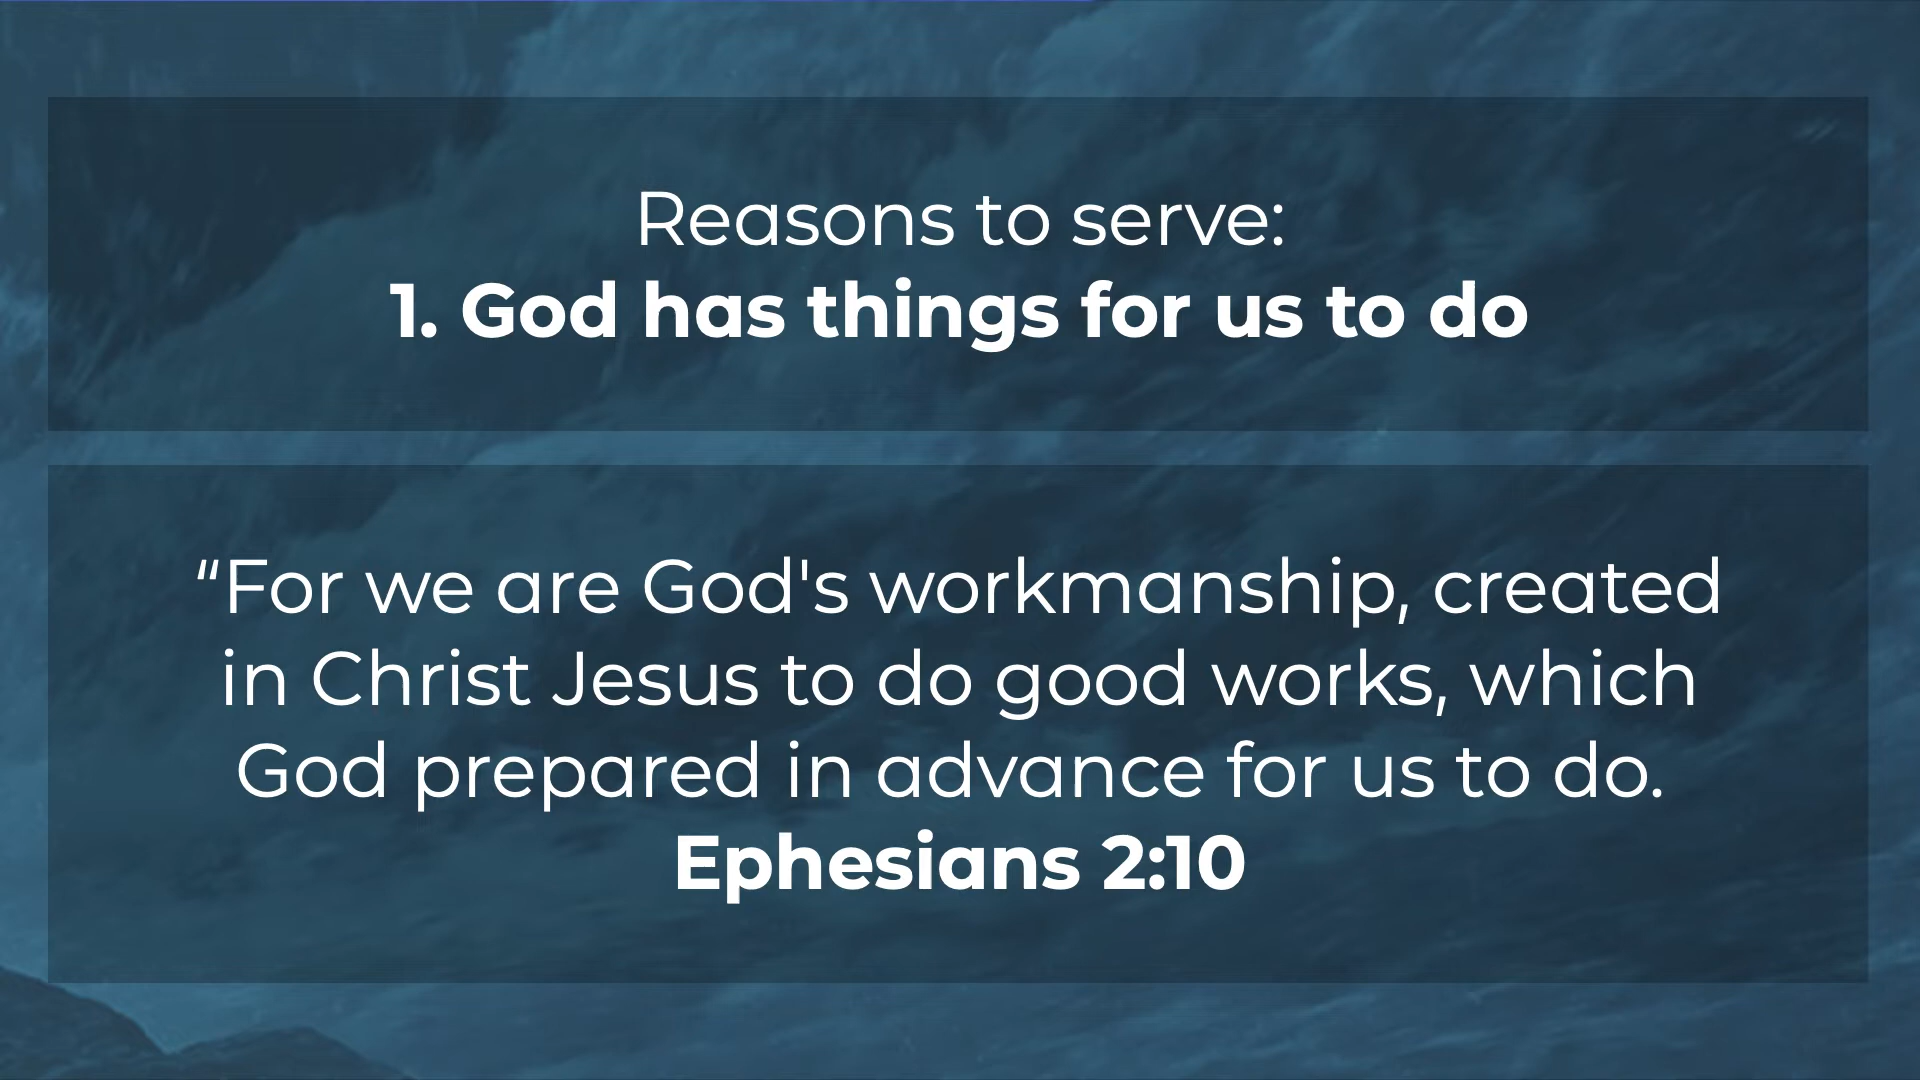 Reasons to serve:
1. God has things for us to do
“For we are God's workmanship, created
in Christ Jesus to do good works, which
God prepared in advance for us to do.
Ephesians 2:10